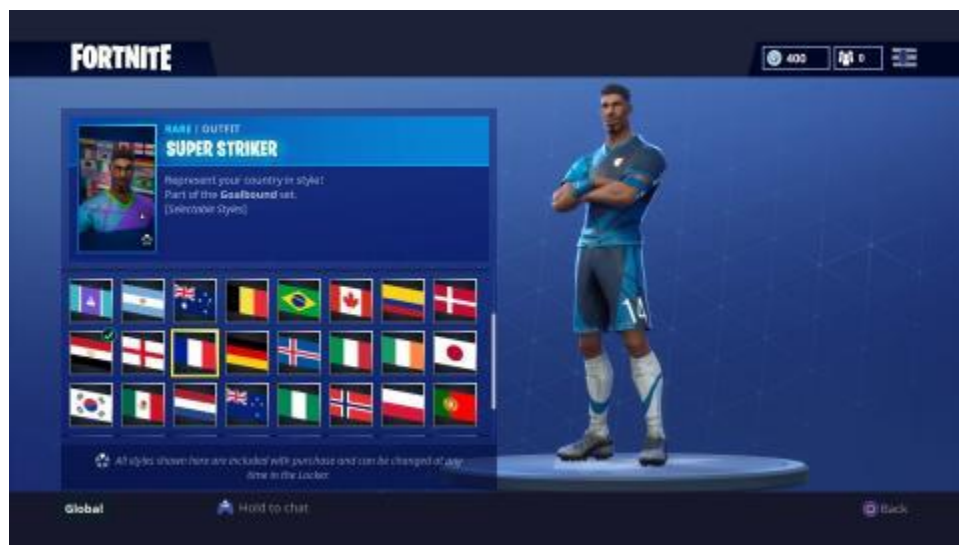 FORTNITE
400
0
RARE | OUTFIT
SUPER STRIKER
Represent your country in style!
Part of the Goalbound set.
[Selectable Styles]
14
All styles shown here are included with purchase and can be changed at any
time in the Locker.
Global
Hold to chat
Back